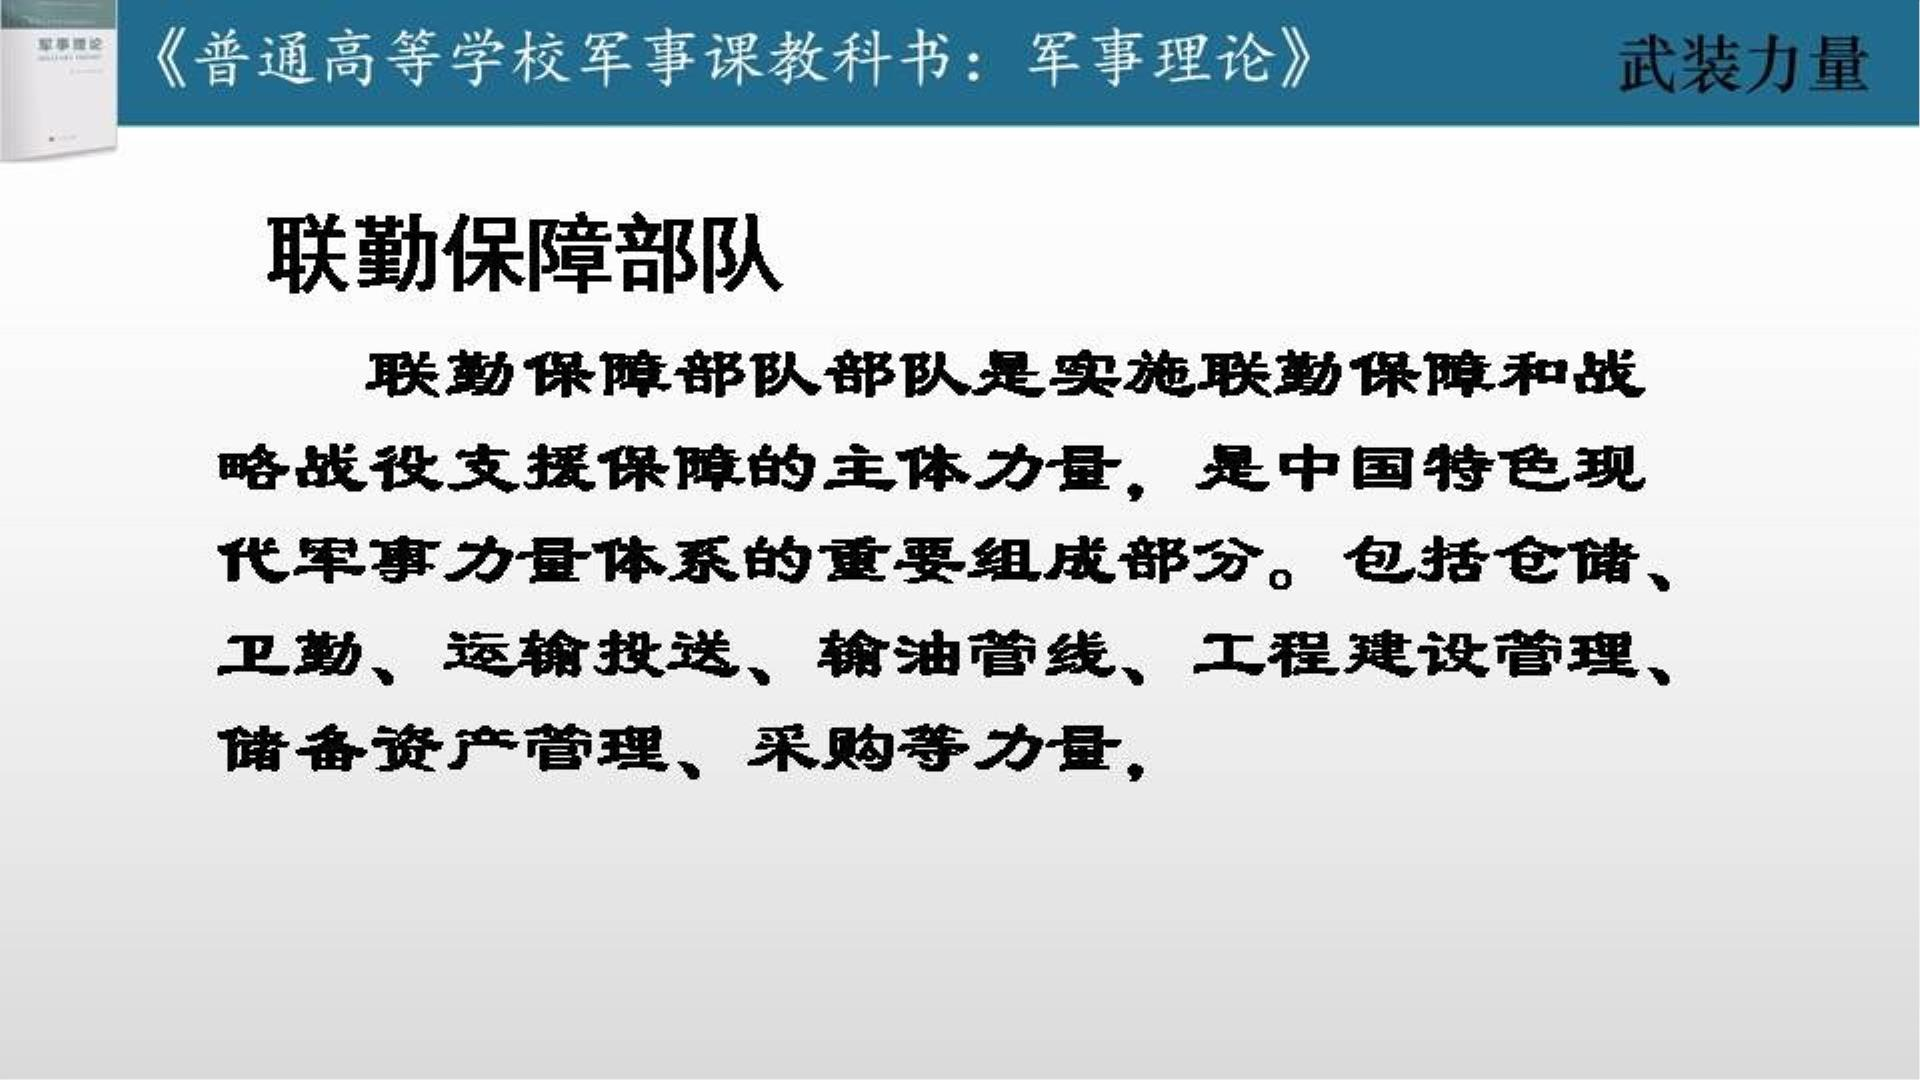 军事理论
《普通高等学校军事课教科书：军事理论》
武装力量
联勤保障部队
联勤保障部队部队是实施联勤保障和战
略战役支援保障的主体力量，是中国特色现
代军事力量体系的重要组成部分。包括仓储、
卫勤、运输投送、输油管线、工程建设管理、
储备资产管理、采购等力量，